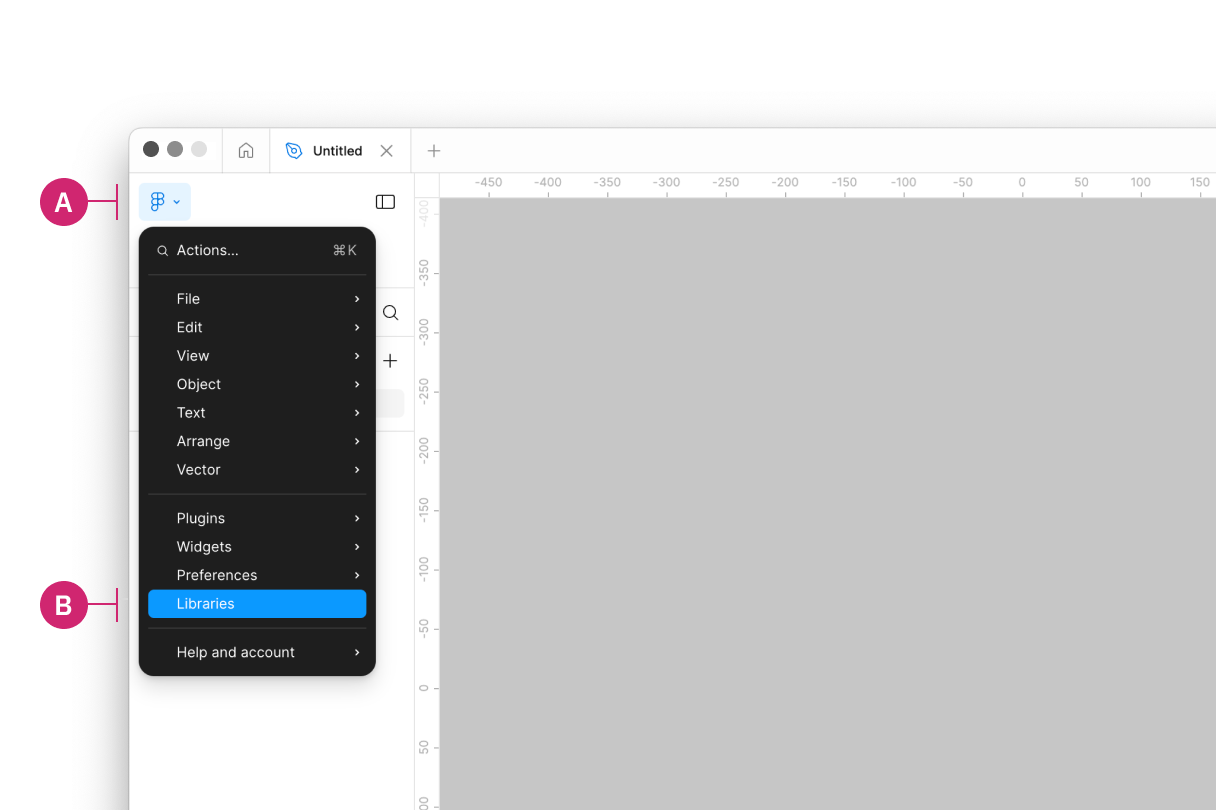 Untitled
A
-450 -400 -350 -300 -250 -200 -150 -100 -50 0 50 100 150
-400
Actions... ⌘K
File
-350
Edit
-300
View
Object
-250
Text
Arrange
-200
Vector
-150
Plugins
Widgets
-100
Preferences
B
Libraries
-50
Help and account
0
50